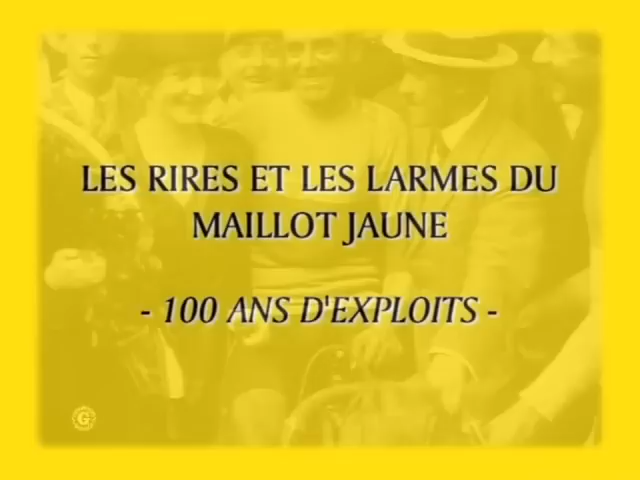 LES RIRES ET LES LARMES DU
MAILLOT JAUNE
- 100 ANS D'EXPLOITS -
G